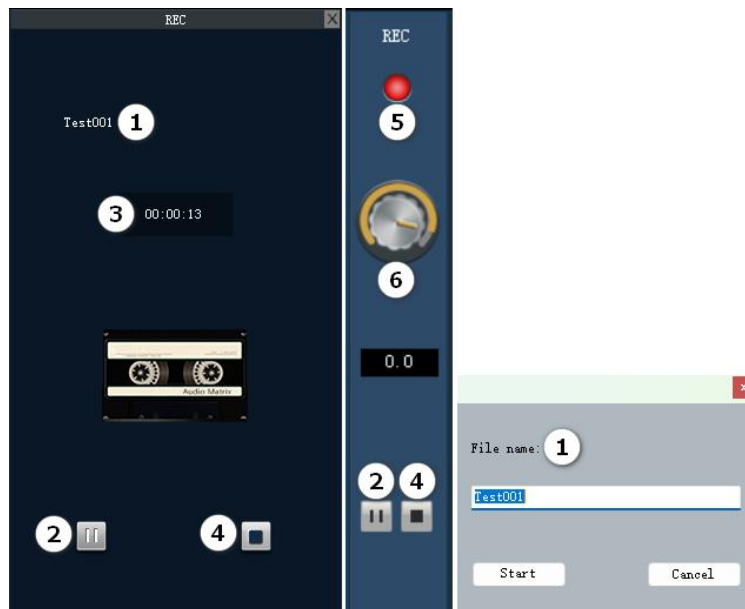 REC
Test001 1
3 00:00:13
Audio Matrix
2 4
REC
5
6
0.0
2 4
File name: 1
Test001
Start Cancel